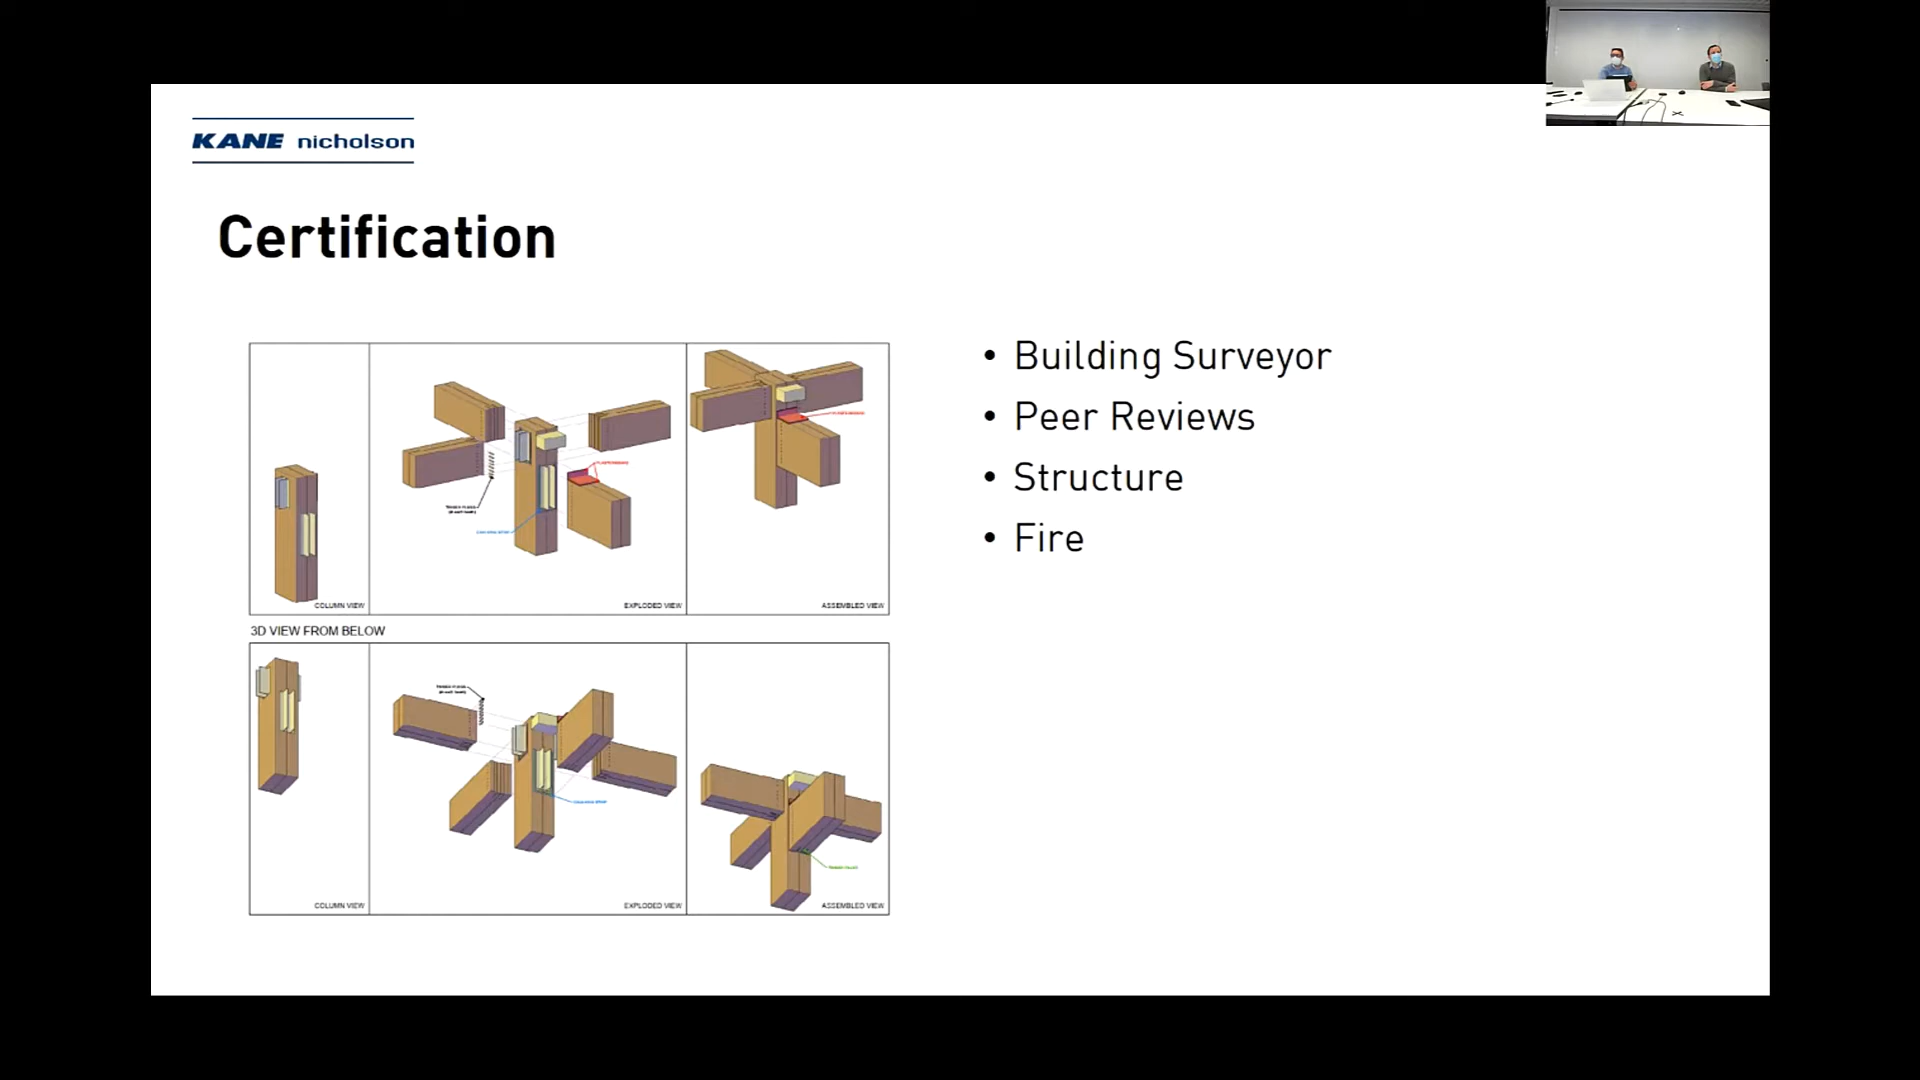 KANE nicholson
Certification
COLUMN VIEW
EXPLODED VIEW
ASSEMBLED VIEW
3D VIEW FROM BELOW
COLUMN VIEW
EXPLODED VIEW
ASSEMBLED VIEW
• Building Surveyor
• Peer Reviews
• Structure
• Fire